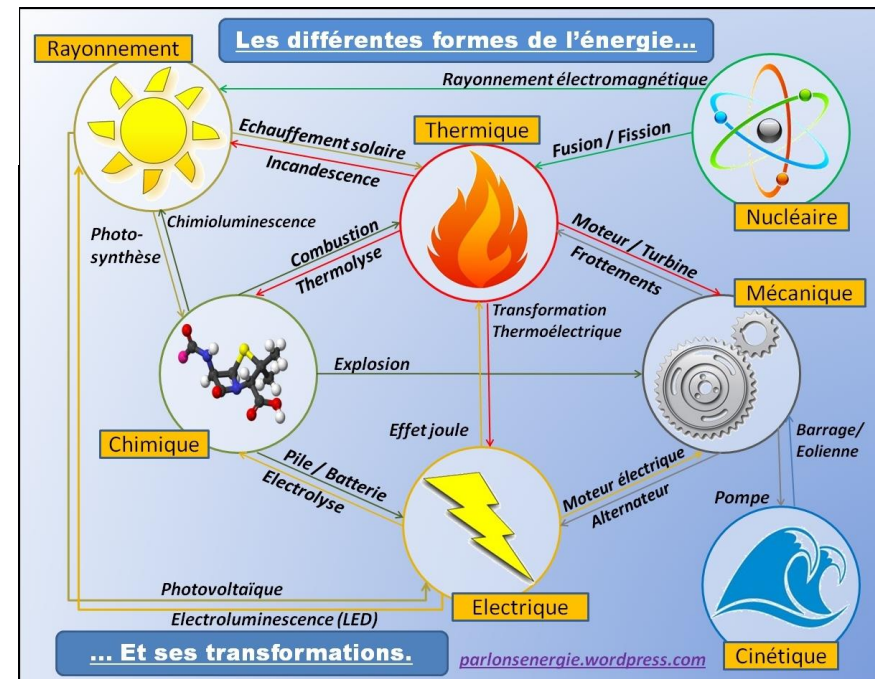 Les différentes formes de l'énergie...
Rayonnement
Rayonnement électromagnétique
Echauffement solaire
Incandescence
Thermique
Fusion / Fission
Nucléaire
Photo-
synthèse
Chimioluminescence
Combustion
Thermolyse
Moteur / Turbine
Frottements
Mécanique
Transformation
Thermoélectrique
Explosion
Effet joule
Chimique
Pile / Batterie
Electrolyse
Moteur électrique
Alternateur
Barrage/
Eolienne
Pompe
Photovoltaïque
Electroluminescence (LED)
Electrique
Cinétique
... Et ses transformations.
parlonsenergie.wordpress.com